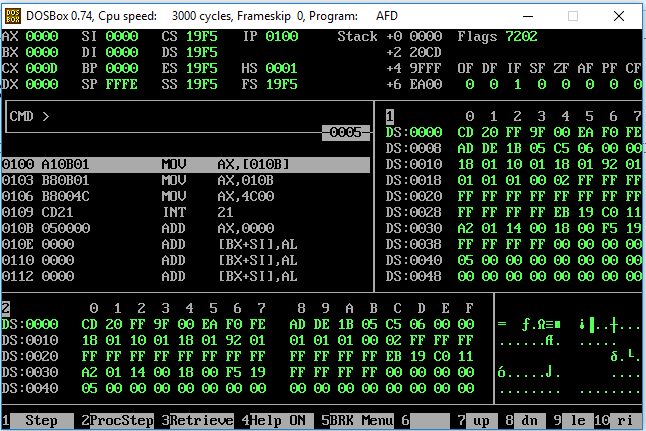 DOSBox 0.74, Cpu speed: 3000 cycles, Frameskip 0, Program: AFD
AX 0000 SI 0000 CS 19F5 IP 0100 Stack +0 0000 Flags 7202
BX 0000 DI 0000 DS 19F5 +2 20CD
CX 000D BP 0000 ES 19F5 HS 0001 +4 9FFF OF DF IF SF ZF AF PF CF
DX 0000 SP FFFE SS 19F5 FS 19F5 +6 EA00 0 0 1 0 0 0 0 0
CMD >
0005
0100 A10B01 MOV AX,[010B]
0103 B80B01 MOV AX,010B
0106 B8004C MOV AX,4C00
0109 CD21 INT 21
010B 050000 ADD AX,0000
010E 0000 ADD [BX+SI],AL
0110 0000 ADD [BX+SI],AL
0112 0000 ADD [BX+SI],AL
1 0 1 2 3 4 5 6 7
DS:0000 CD 20 FF 9F 00 EA F0 FE
DS:0008 AD DE 1B 05 C5 06 00 00
DS:0010 18 01 10 01 18 01 92 01
DS:0018 01 01 01 00 02 FF FF FF
DS:0020 FF FF FF FF FF FF FF FF
DS:0028 FF FF FF FF EB 19 C0 11
DS:0030 A2 01 14 00 18 00 F5 19
DS:0038 FF FF FF FF 00 00 00 00
DS:0040 05 00 00 00 00 00 00 00
DS:0048 00 00 00 00 00 00 00 00
2 0 1 2 3 4 5 6 7 8 9 A B C D E F
DS:0000 CD 20 FF 9F 00 EA F0 FE AD DE 1B 05 C5 06 00 00 = ƒ.Ω≡■ ¡▐..┼...
DS:0010 18 01 10 01 18 01 92 01 01 01 01 00 02 FF FF FF ......Æ. .....
DS:0020 FF FF FF FF FF FF FF FF FF FF FF FF EB 19 C0 11 δ.└.
DS:0030 A2 01 14 00 18 00 F5 19 FF FF FF FF 00 00 00 00 ó.....⌡. ....
DS:0040 05 00 00 00 00 00 00 00 00 00 00 00 00 00 00 00 ........ ........
1 Step 2 ProcStep 3 Retrieve 4 Help ON 5 BRK Menu 6 7 up 8 dn 9 le 10 ri